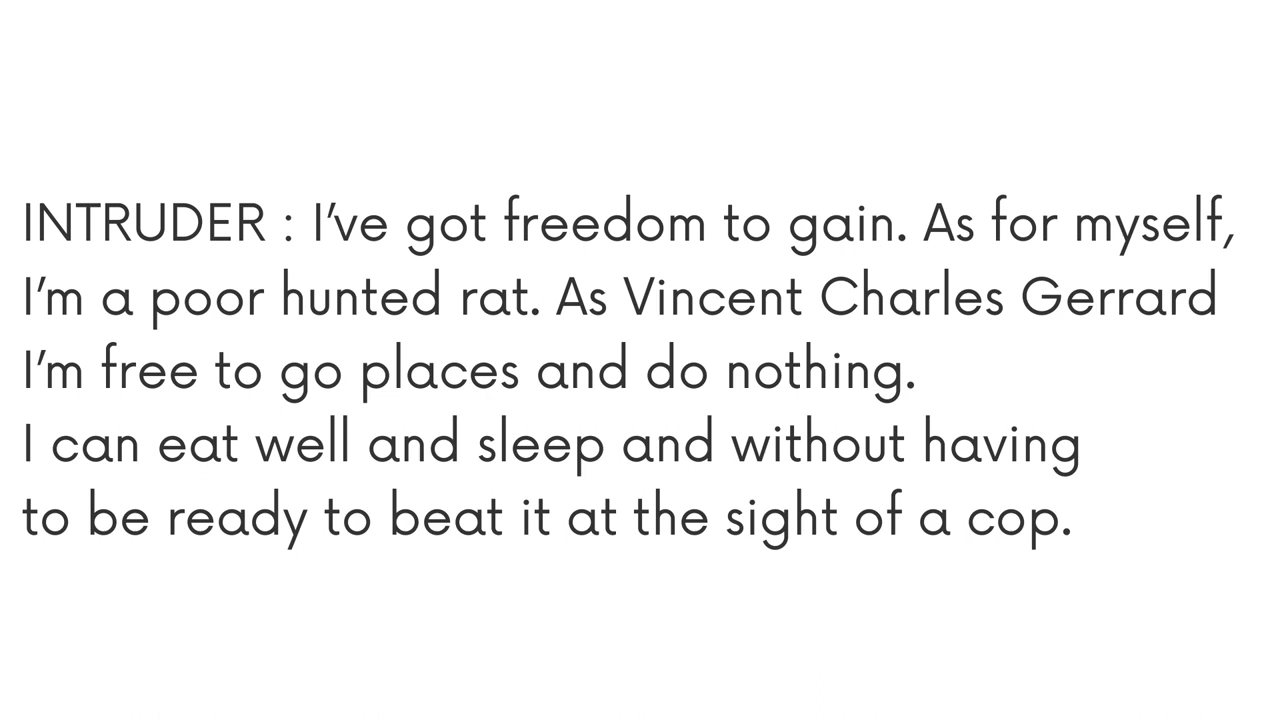 INTRUDER : I’ve got freedom to gain. As for myself,
I’m a poor hunted rat. As Vincent Charles Gerrard
I’m free to go places and do nothing.
I can eat well and sleep and without having
to be ready to beat it at the sight of a cop.